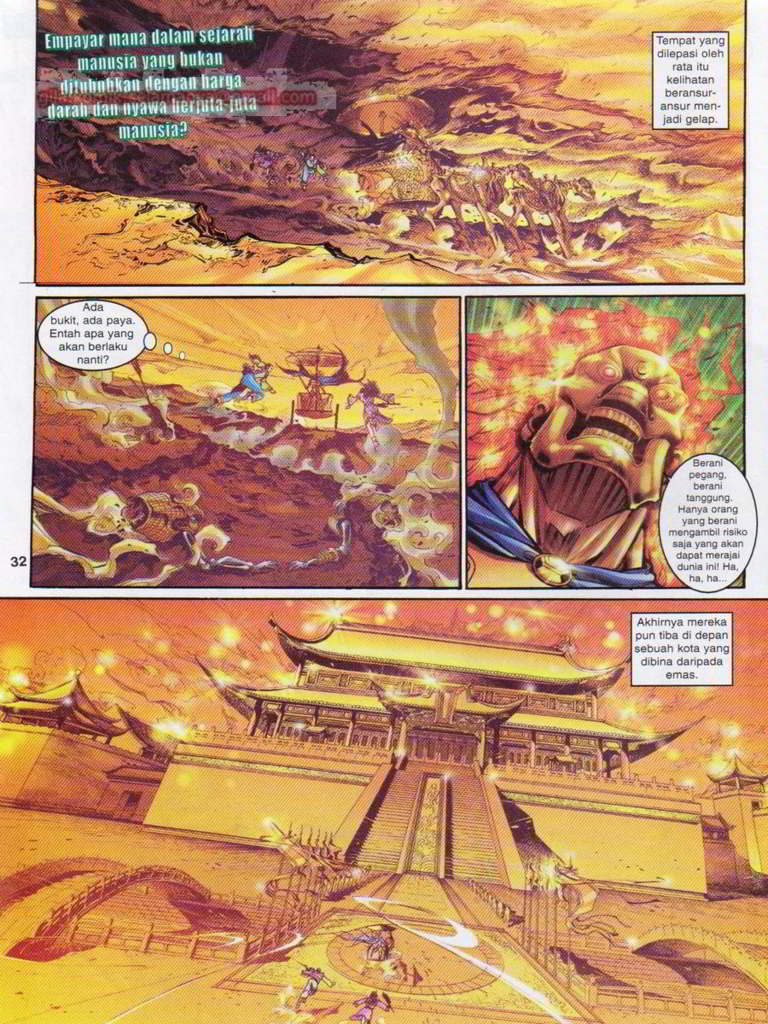 Empayar mana dalam sejarah
manusia yang bukan
ditubuhkan dengan harga
darah dan nyawa berjuta-juta
manusia?
Tempat yang
dilepasi oleh
rata itu
kelihatan
beransur-
ansur men-
jadi gelap.
Ada
bukit, ada paya.
Entah apa yang
akan berlaku
nanti?
Berani
pegang,
berani
tanggung.
Hanya orang
yang berani
mengambil risiko
saja yang akan
dapat merajai
dunia ini! Ha,
ha, ha...
32
Akhirnya mereka
pun tiba di depan
sebuah kota yang
dibina daripada
emas.